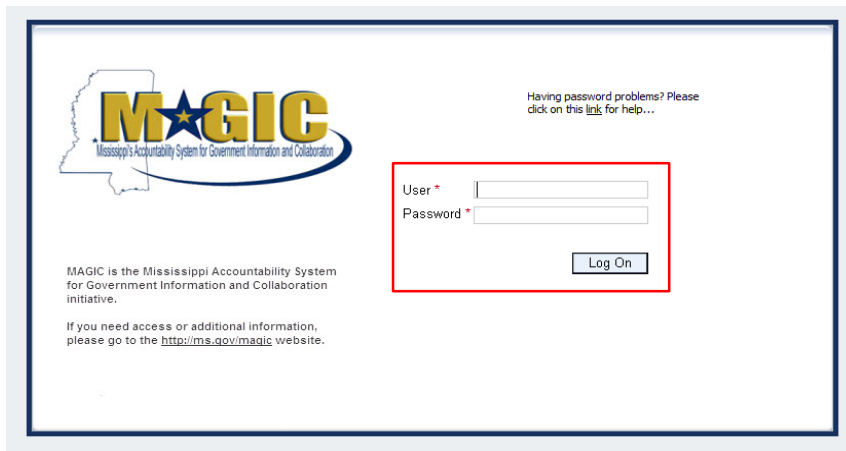 MAGIC
Mississippi's Accountability System for Government Information and Collaboration
Having password problems? Please
click on this link for help...
User *
Password *
Log On
MAGIC is the Mississippi Accountability System
for Government Information and Collaboration
initiative.
If you need access or additional information,
please go to the http://ms.gov/magic website.